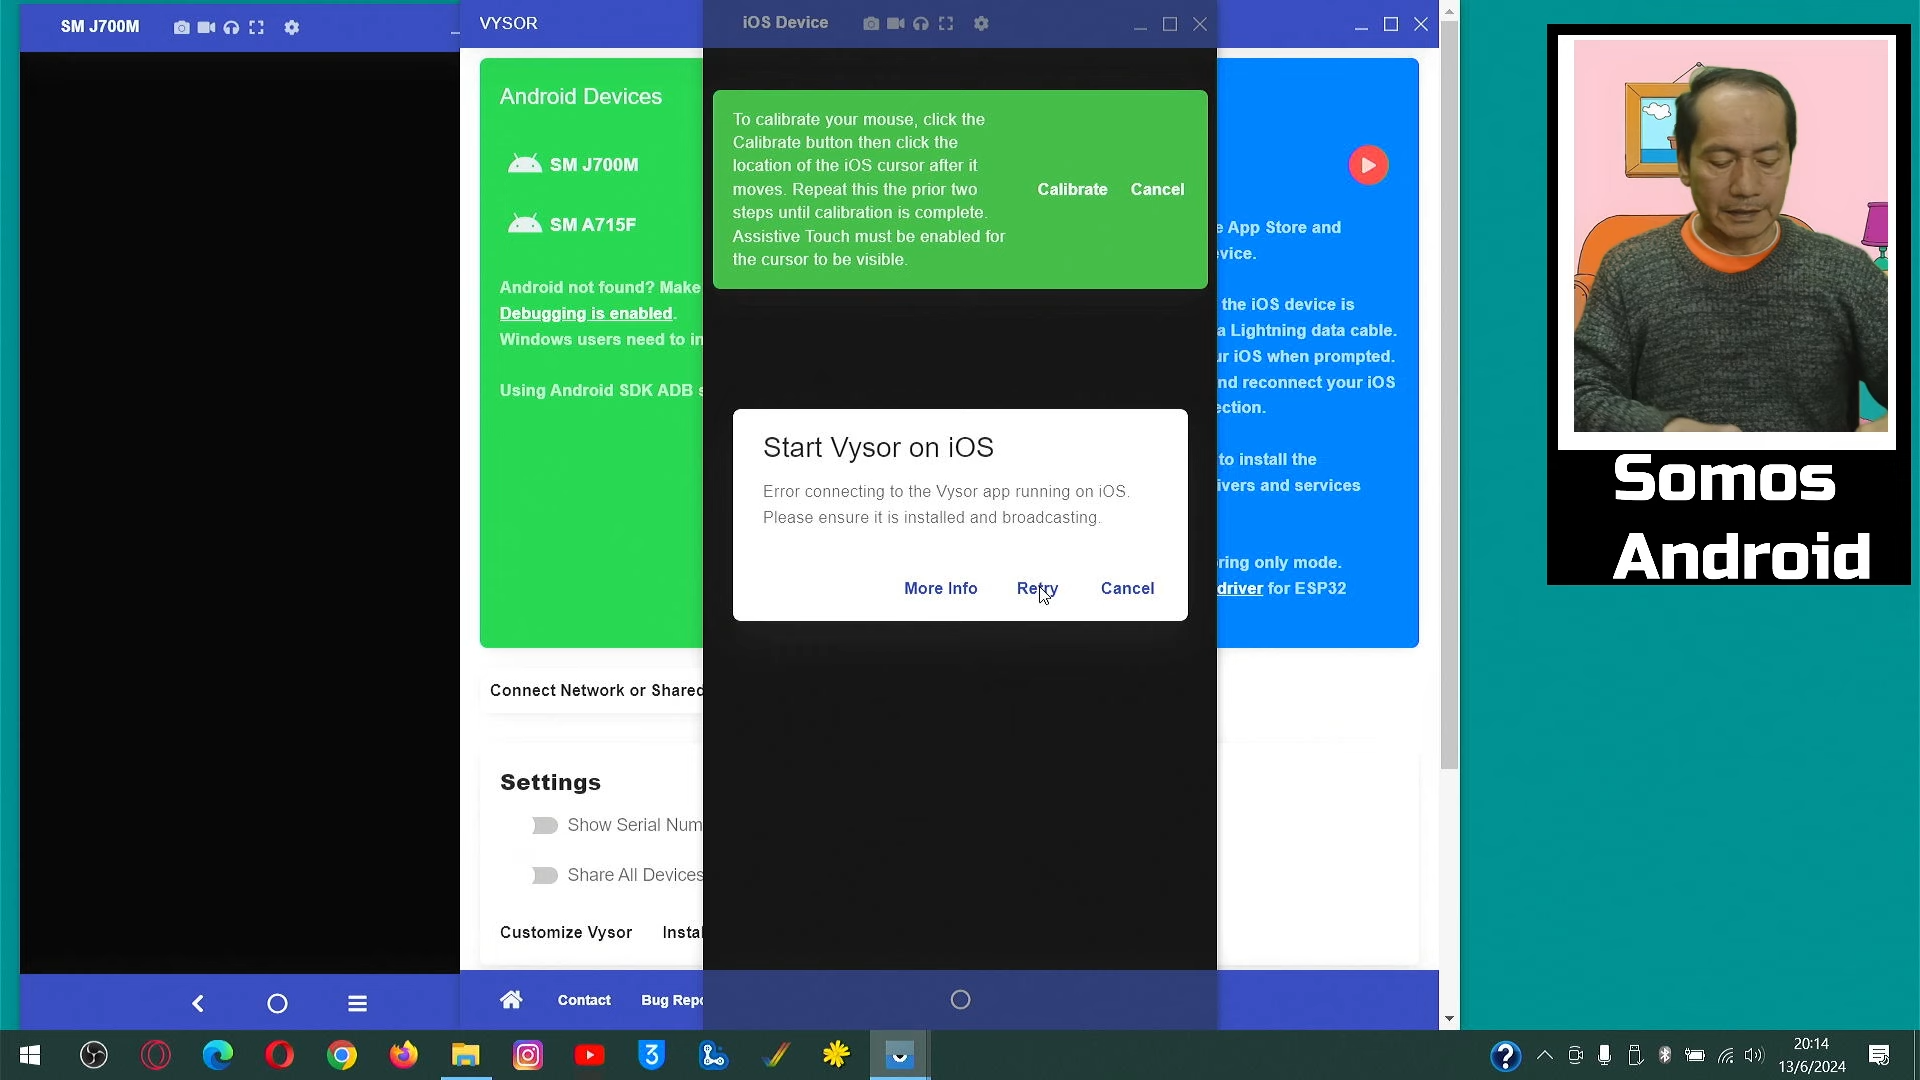 SM J700M
VYSOR
iOS Device
Android Devices
SM J700M
SM A715F
Android not found? Make
Debugging is enabled.
Windows users need to in
Using Android SDK ADB s
To calibrate your mouse, click the
Calibrate button then click the
location of the iOS cursor after it
moves. Repeat this the prior two
steps until calibration is complete.
Assistive Touch must be enabled for
the cursor to be visible.
Calibrate
Cancel
e App Store and
evice.
the iOS device is
a Lightning data cable.
ur iOS when prompted.
nd reconnect your iOS
ection.
to install the
ivers and services
ring only mode.
driver for ESP32
Start Vysor on iOS
Error connecting to the Vysor app running on iOS.
Please ensure it is installed and broadcasting.
More Info
Retry
Cancel
Connect Network or Shared
Settings
Show Serial Num
Share All Devices
Customize Vysor
Instal
Contact
Bug Repo
Somos
Android
20:14
13/6/2024